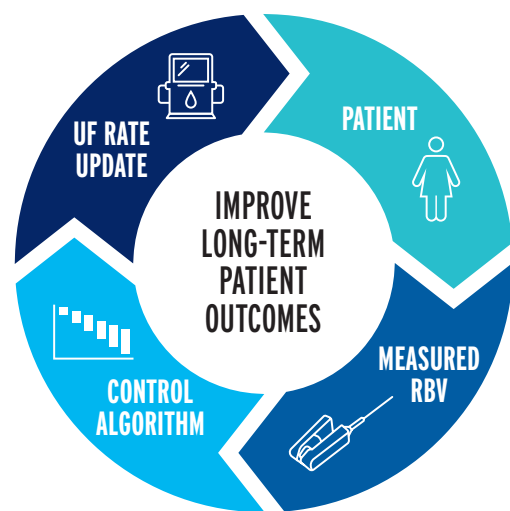 UF RATE
UPDATE
PATIENT
IMPROVE
LONG-TERM
PATIENT
OUTCOMES
MEASURED
RBV
CONTROL
ALGORITHM